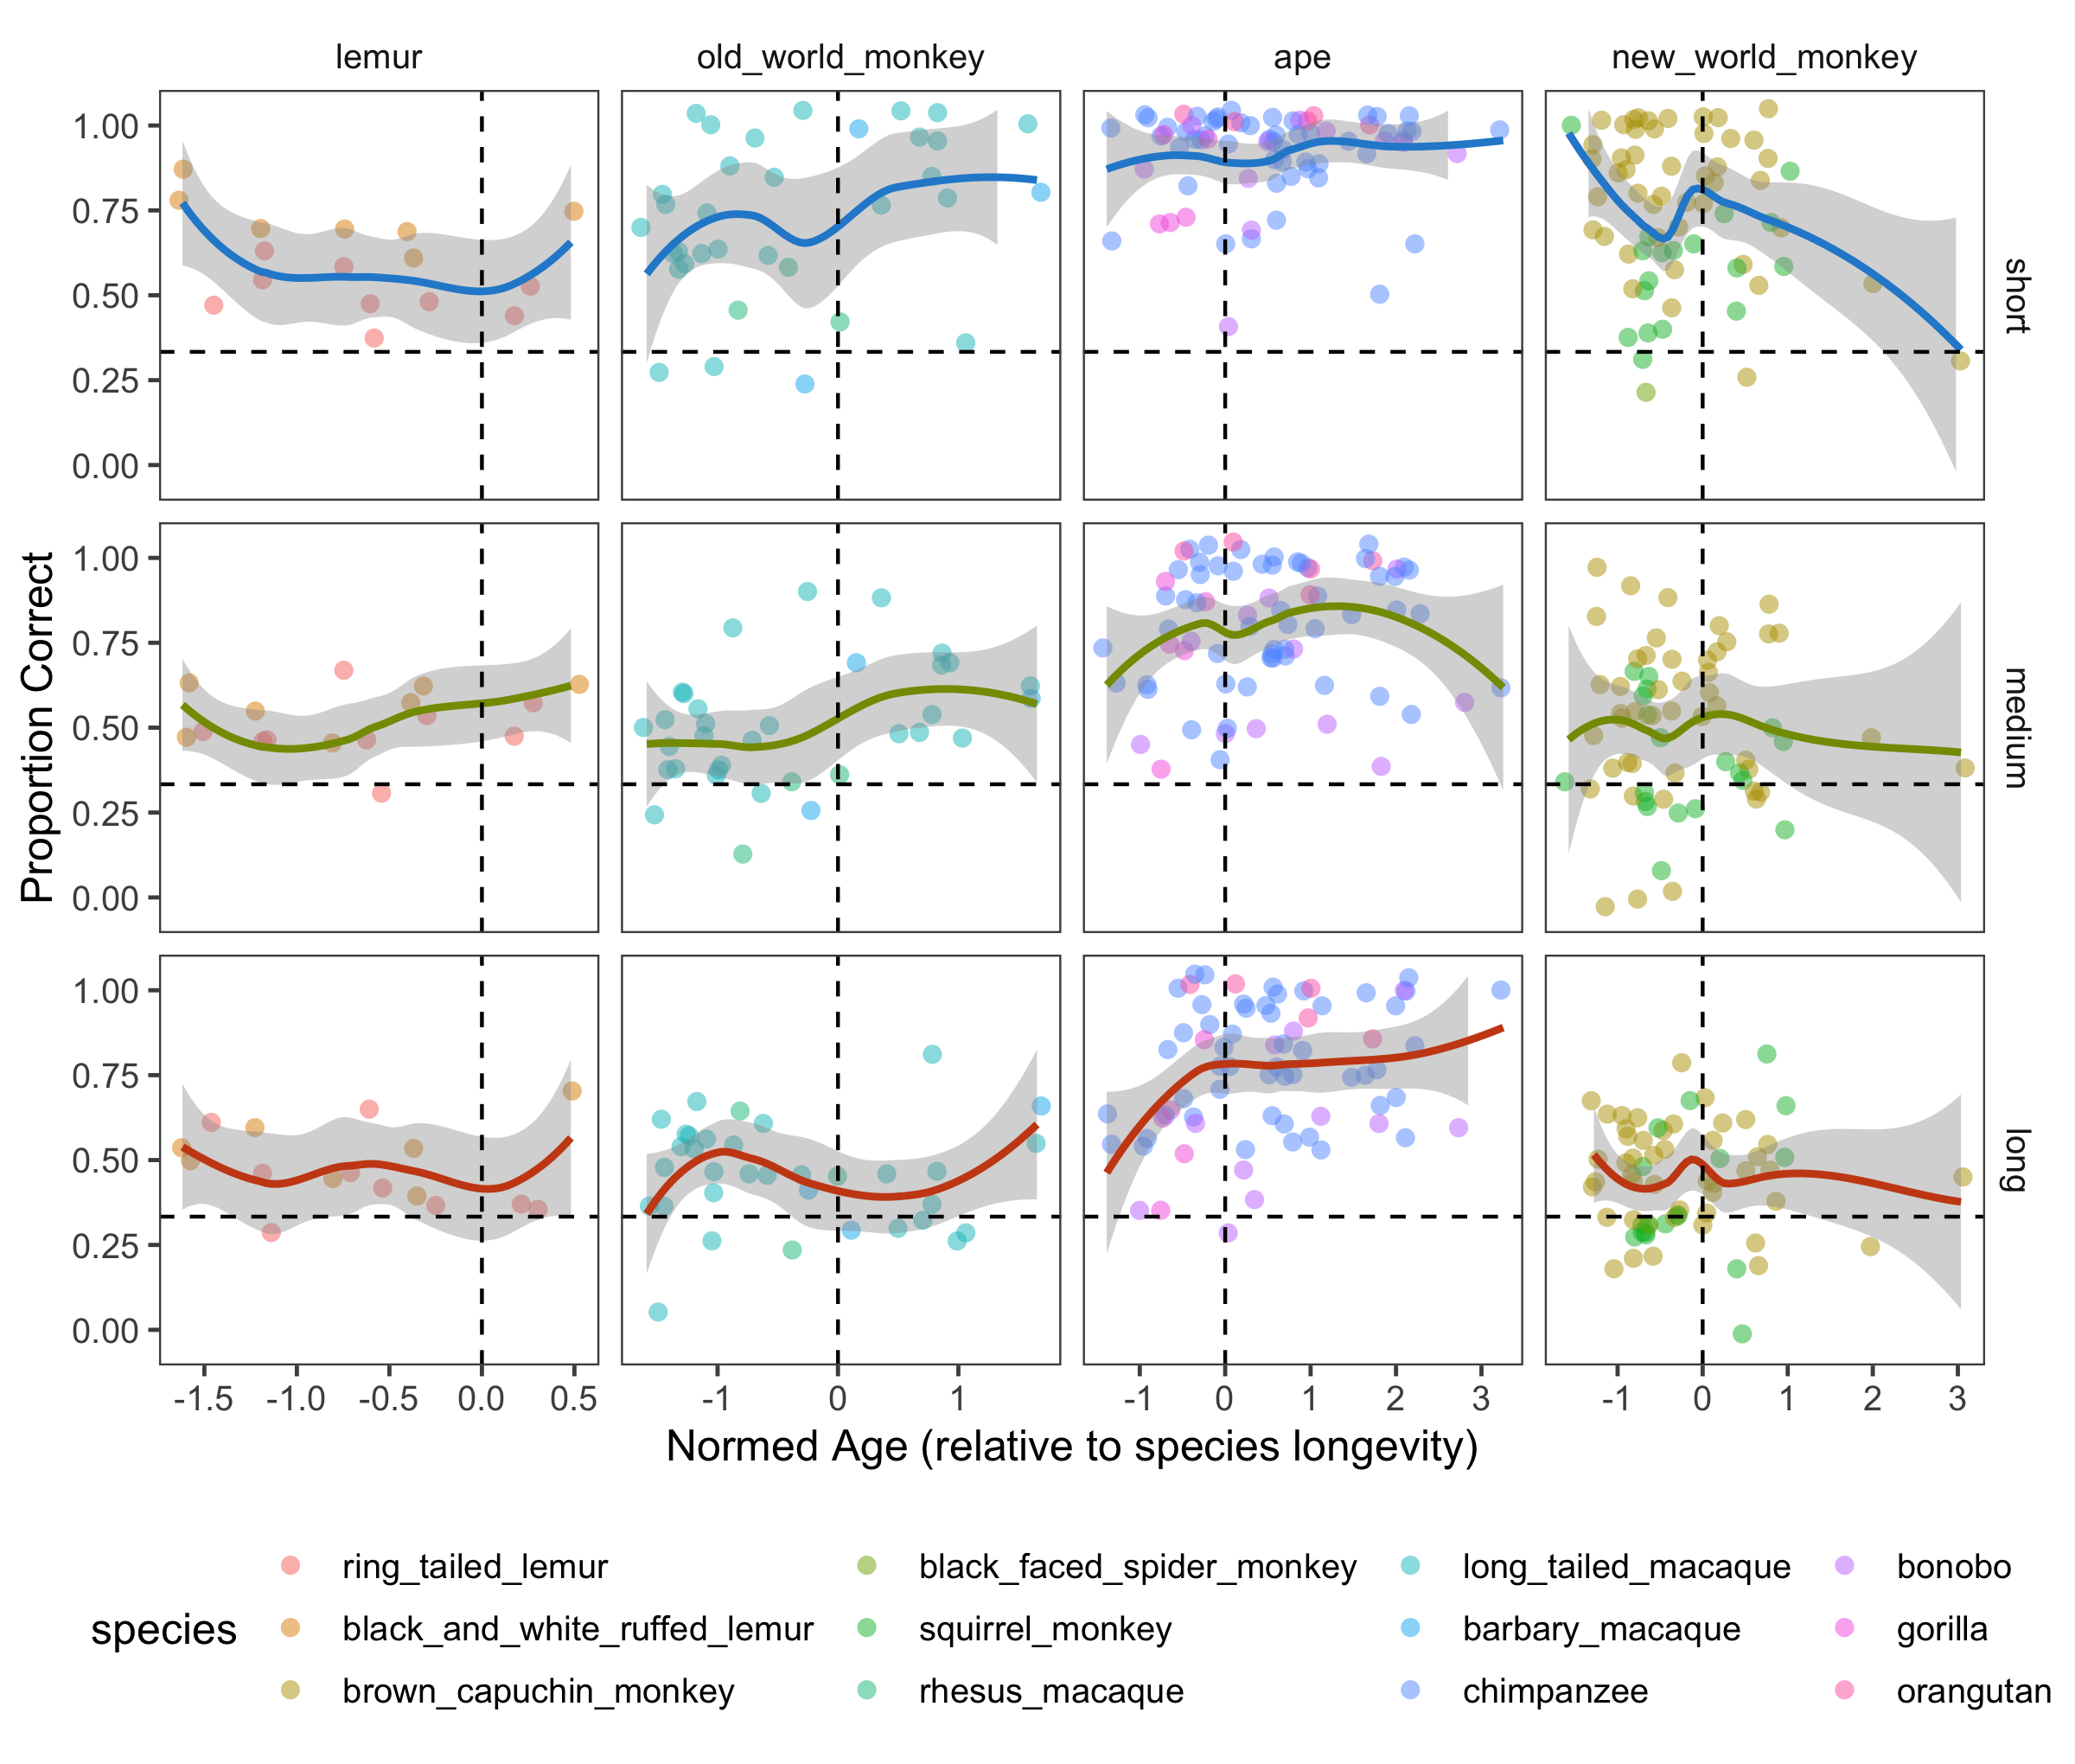 lemur old_world_monkey ape new_world_monkey
1.00
0.75
0.50
0.25
0.00
short
1.00
0.75
0.50
0.25
0.00
medium
1.00
0.75
0.50
0.25
0.00
long
Proportion Correct
-1.5 -1.0 -0.5 0.0 0.5 -1 0 1 -1 0 1 2 3 -1 0 1 2 3
Normed Age (relative to species longevity)
species
ring_tailed_lemur black_faced_spider_monkey long_tailed_macaque bonobo
black_and_white_ruffed_lemur squirrel_monkey barbary_macaque gorilla
brown_capuchin_monkey rhesus_macaque chimpanzee orangutan